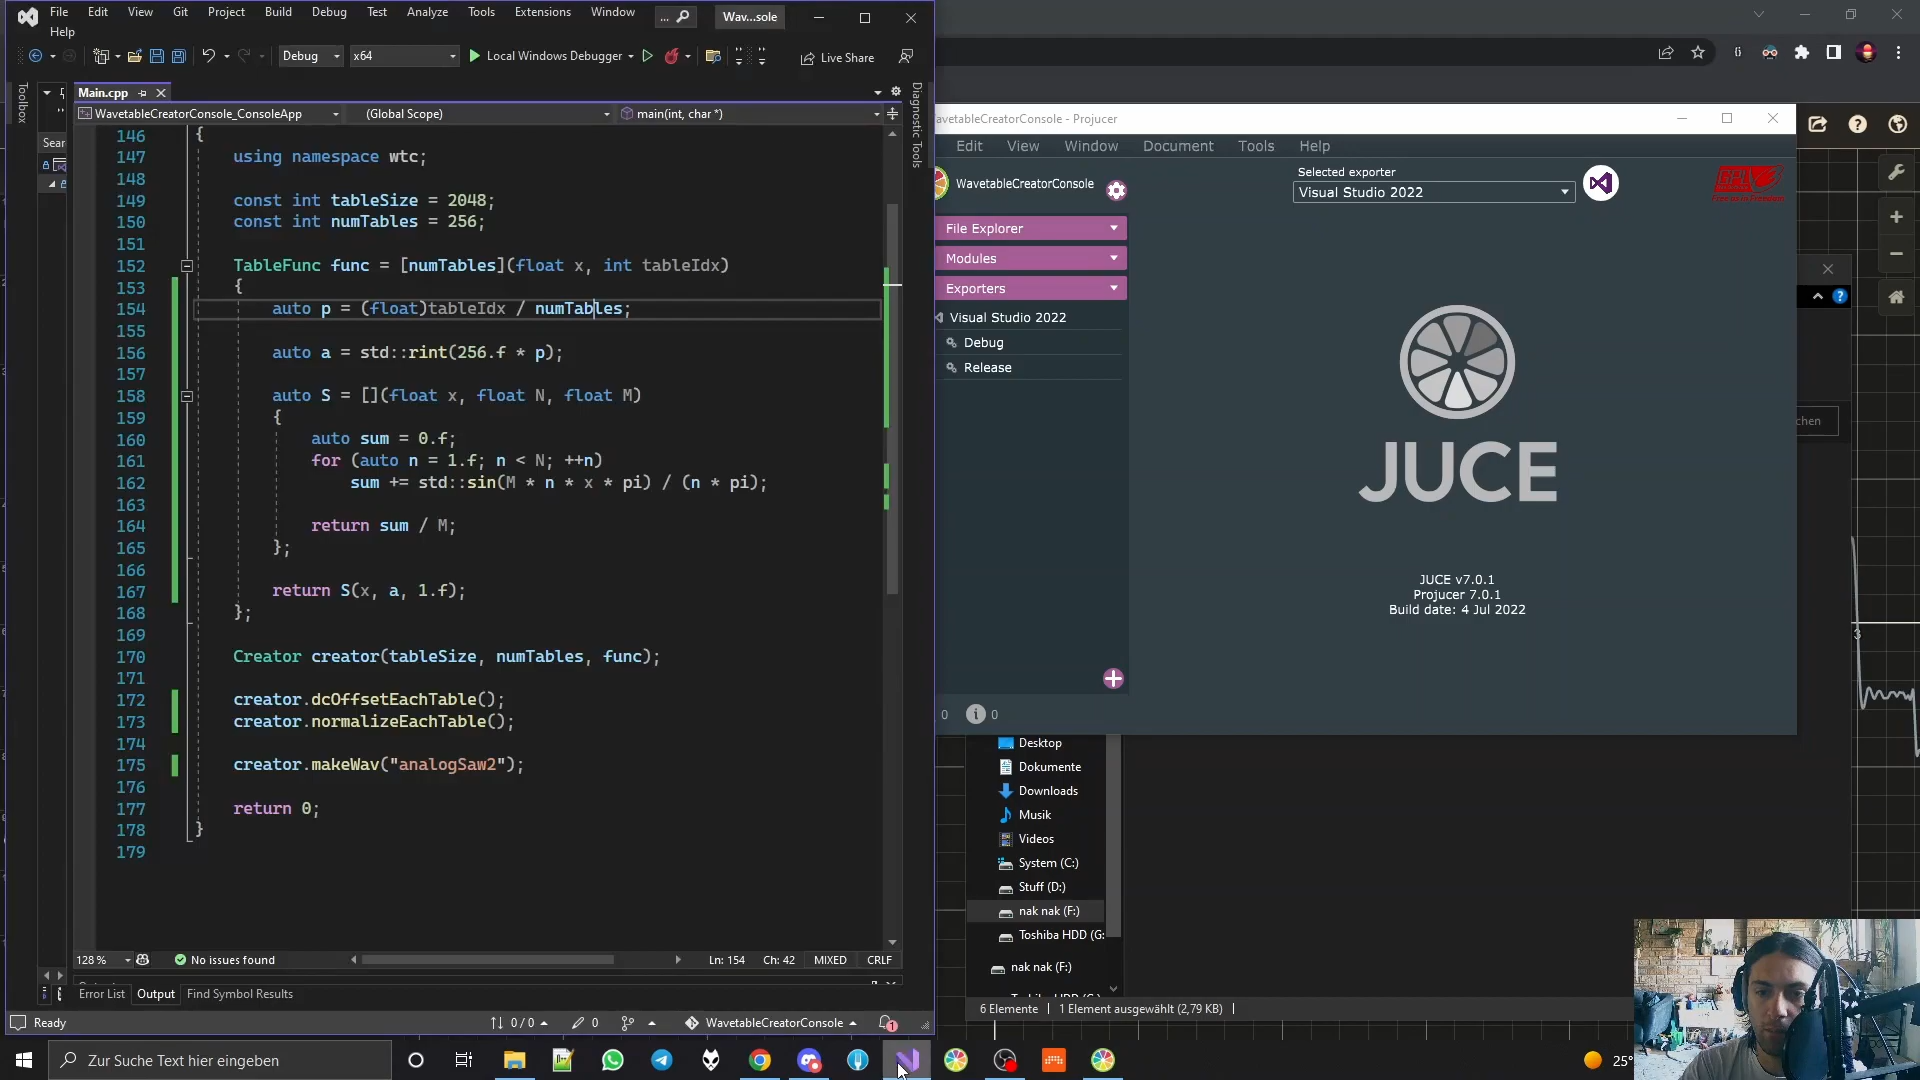 File Edit View Git Project Build Debug Test Analyze Tools Extensions Window
Help
... Wav...sole
Debug x64 Local Windows Debugger Live Share
Toolbox
Main.cpp
WavetableCreatorConsole_ConsoleApp (Global Scope) main(int, char *)
Sear
Diagnostic Tools
146 {
147 using namespace wtc;
148
149 const int tableSize = 2048;
150 const int numTables = 256;
151
152 TableFunc func = [numTables](float x, int tableIdx)
153 {
154 auto p = (float)tableIdx / numTables;
155
156 auto a = std::rint(256.f * p);
157
158 auto S = [](float x, float N, float M)
159 {
160 auto sum = 0.f;
161 for (auto n = 1.f; n < N; ++n)
162 sum += std::sin(M * n * x * pi) / (n * pi);
163
164 return sum / M;
165 };
166
167 return S(x, a, 1.f);
168 };
169
170 Creator creator(tableSize, numTables, func);
171
172 creator.dcOffsetEachTable();
173 creator.normalizeEachTable();
174
175 creator.makeWav("analogSaw2");
176
177 return 0;
178 }
179
128 % No issues found Ln: 154 Ch: 42 MIXED CRLF
Error List Output Find Symbol Results
Ready 0 / 0 0 WavetableCreatorConsole 1
avetableCreatorConsole - Projucer
Edit View Window Document Tools Help
WavetableCreatorConsole
Selected exporter
Visual Studio 2022
GPL
File Explorer
Modules
Exporters
Visual Studio 2022
Debug
Release
JUCE
JUCE v7.0.1
Projucer 7.0.1
Build date: 4 Jul 2022
0 0
chen
3
Desktop
Dokumente
Downloads
Musik
Videos
System (C:)
Stuff (D:)
nak nak (F:)
Toshiba HDD (G:
nak nak (F:)
6 Elemente 1 Element ausgewählt (2,79 KB)
Zur Suche Text hier eingeben
25°